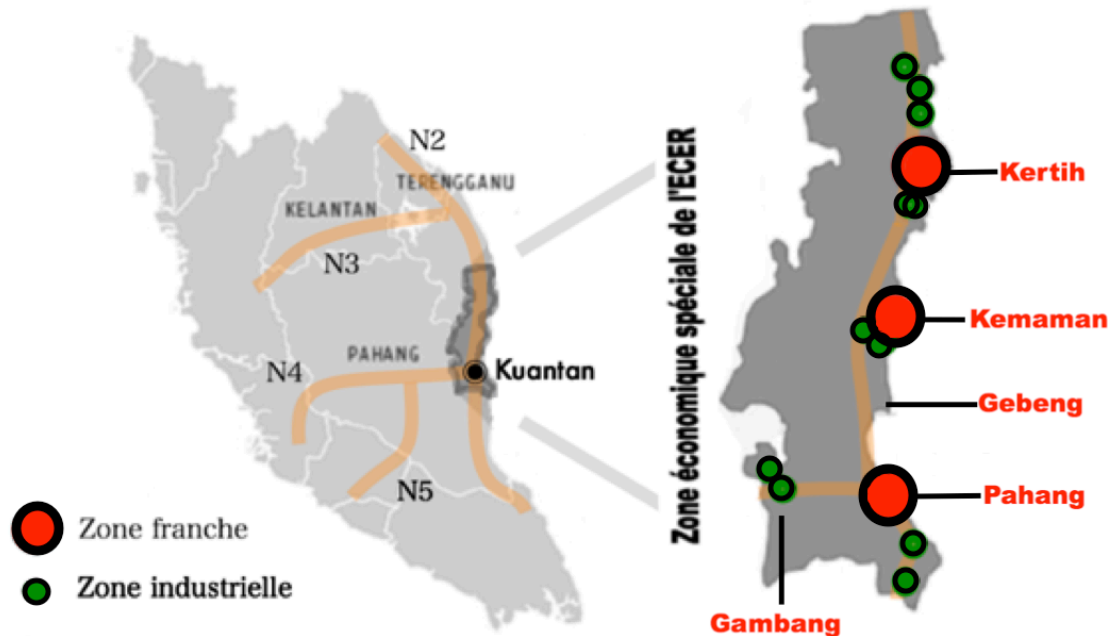 N2
TERENGGANU
KELANTAN
N3
PAHANG
N4
Kuantan
N5
Zone franche
Zone industrielle
Zone économique spéciale de l'ECER
Kertih
Kemaman
Gebeng
Pahang
Gambang